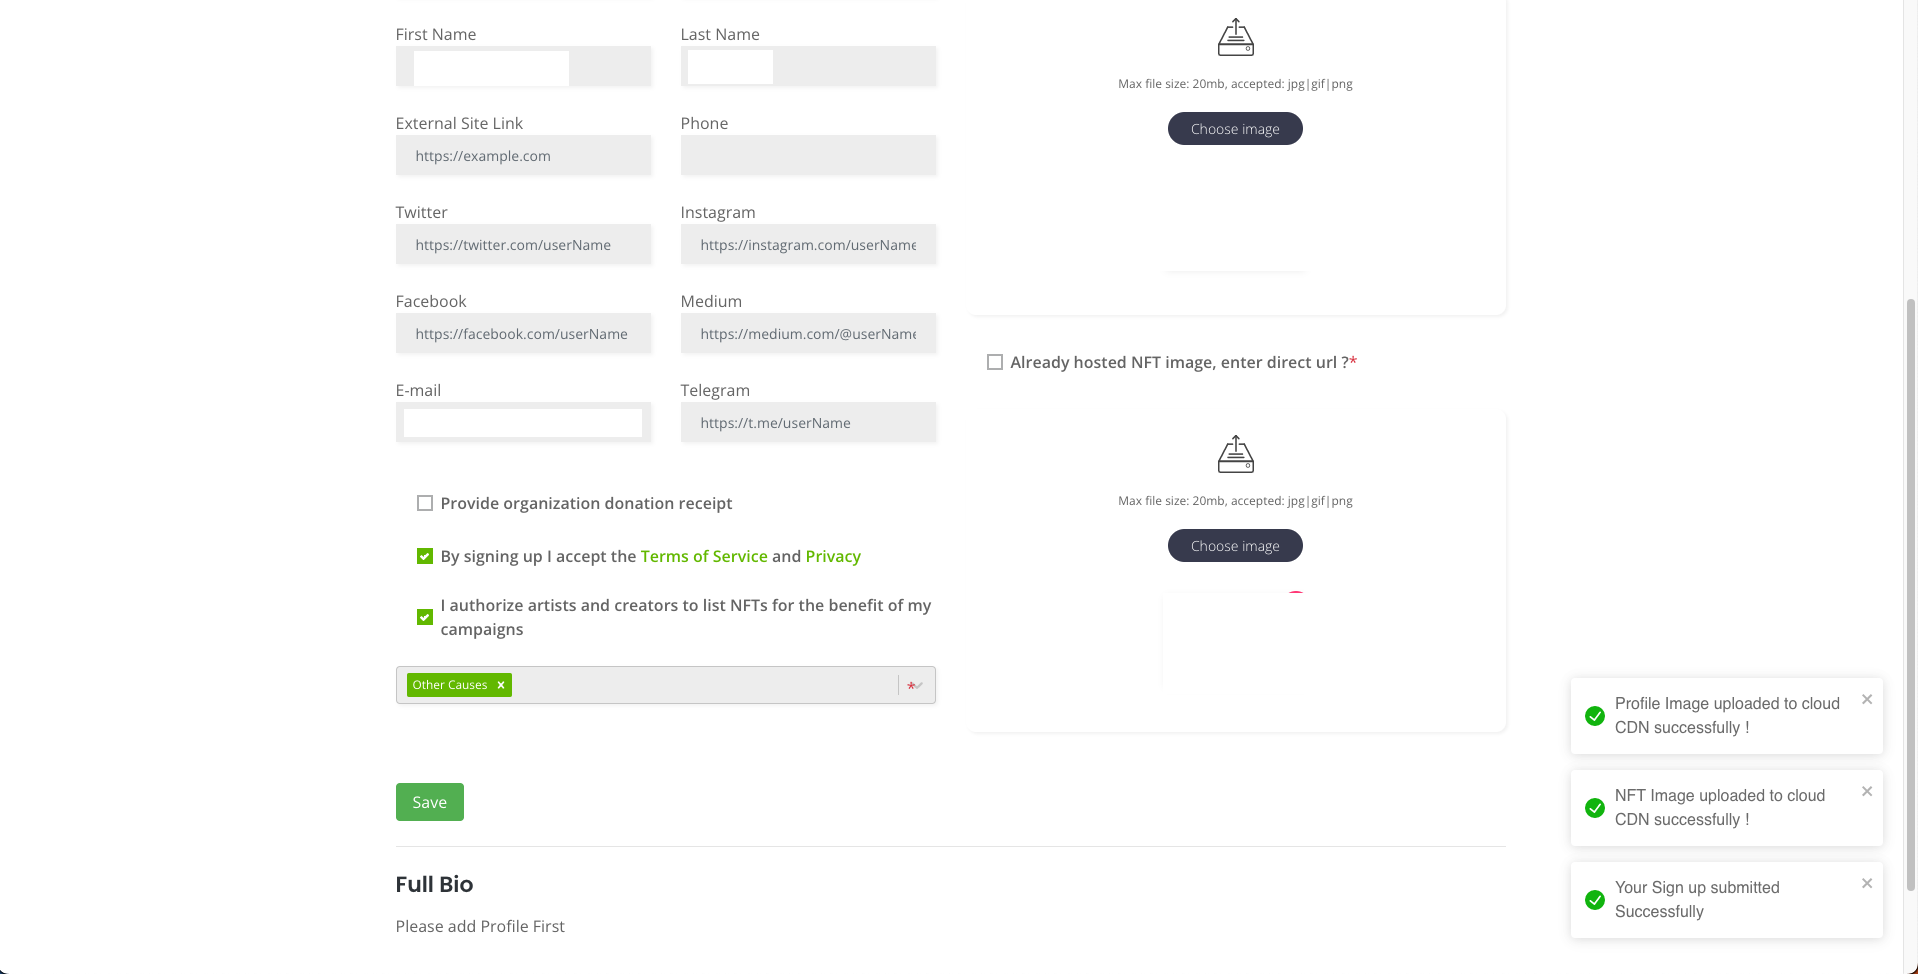 First Name
Last Name
External Site Link
Phone
https://example.com
Twitter
Instagram
https://twitter.com/userName
https://instagram.com/userName
Facebook
Medium
https://facebook.com/userName
https://medium.com/@userName
E-mail
Telegram
https://t.me/userName
Provide organization donation receipt
By signing up I accept the Terms of Service and Privacy
I authorize artists and creators to list NFTs for the benefit of my
campaigns
Other Causes x
*
Save
Full Bio
Please add Profile First
Max file size: 20mb, accepted: jpg|gif|png
Choose image
Already hosted NFT image, enter direct url ?*
Max file size: 20mb, accepted: jpg|gif|png
Choose image
Profile Image uploaded to cloud
CDN successfully !
NFT Image uploaded to cloud
CDN successfully !
Your Sign up submitted
Successfully